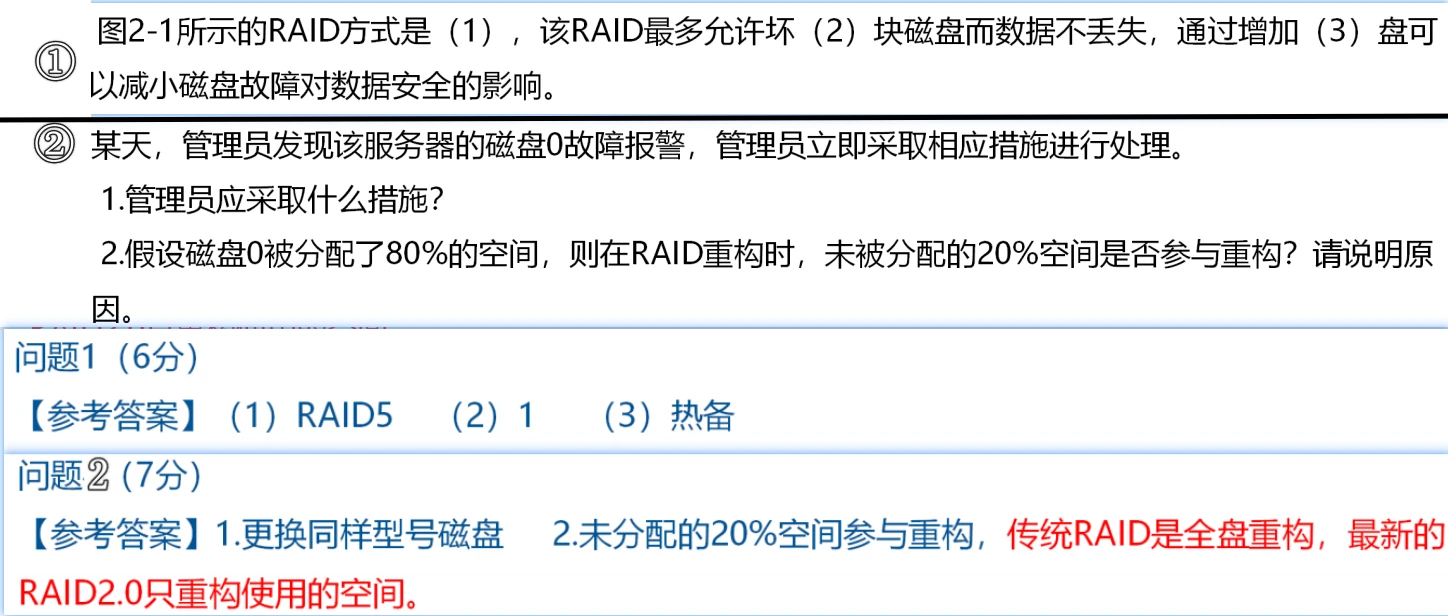 ① 图2-1所示的RAID方式是（1），该RAID最多允许坏（2）块磁盘而数据不丢失，通过增加（3）盘可
以减小磁盘故障对数据安全的影响。
② 某天，管理员发现该服务器的磁盘0故障报警，管理员立即采取相应措施进行处理。
1.管理员应采取什么措施？
2.假设磁盘0被分配了80%的空间，则在RAID重构时，未被分配的20%空间是否参与重构？请说明原
因。
问题1（6分）
【参考答案】（1）RAID5 （2）1 （3）热备
问题2（7分）
【参考答案】1.更换同样型号磁盘 2.未分配的20%空间参与重构，传统RAID是全盘重构，最新的
RAID2.0只重构使用的空间。